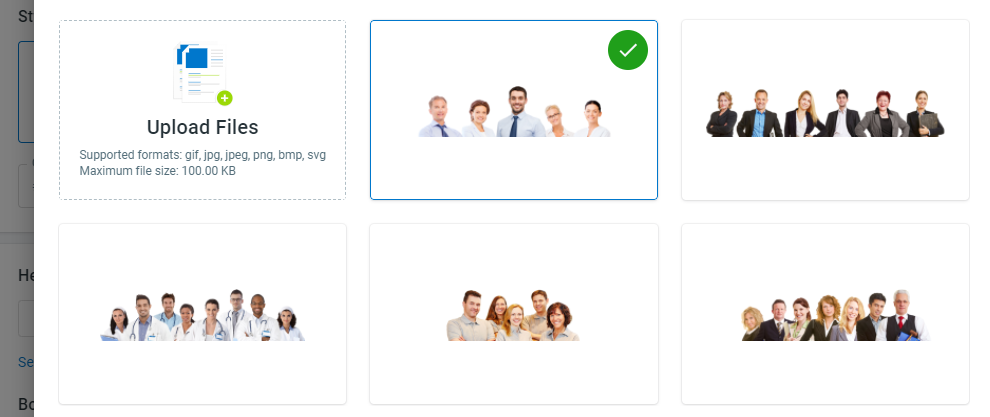 St
Upload Files
Supported formats: gif, jpg, jpeg, png, bmp, svg
Maximum file size: 100.00 KB
He
Se
Bo